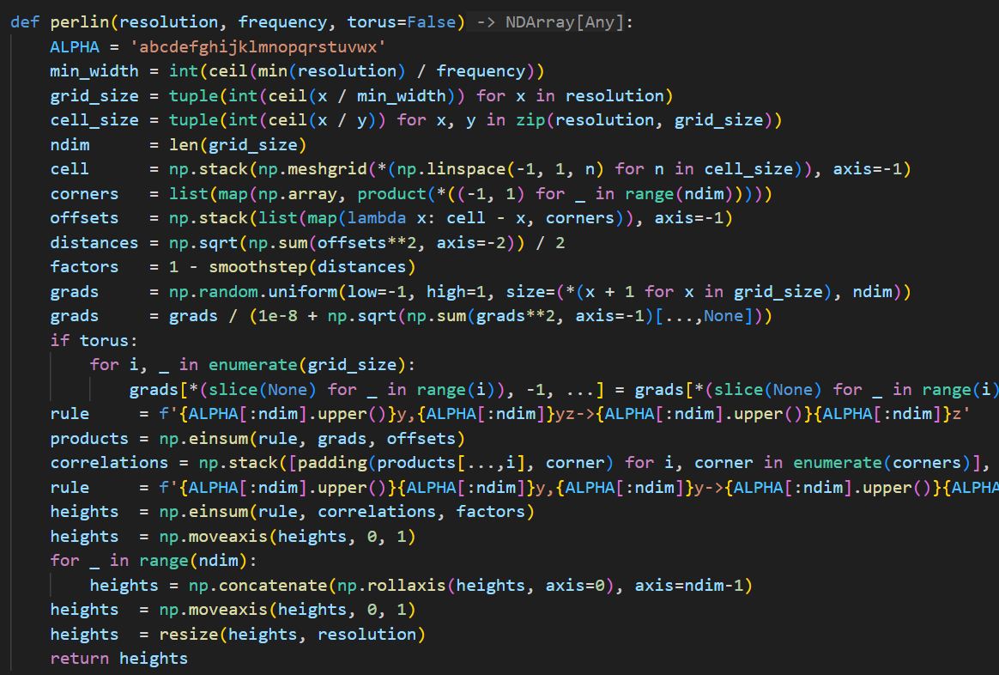 def perlin(resolution, frequency, torus=False) -> NDArray[Any]:
    ALPHA = 'abcdefghijklmnopqrstuvwx'
    min_width = int(ceil(min(resolution) / frequency))
    grid_size = tuple(int(ceil(x / min_width)) for x in resolution)
    cell_size = tuple(int(ceil(x / y)) for x, y in zip(resolution, grid_size))
    ndim      = len(grid_size)
    cell      = np.stack(np.meshgrid(*(np.linspace(-1, 1, n) for n in cell_size)), axis=-1)
    corners   = list(map(np.array, product(*((-1, 1) for _ in range(ndim)))))
    offsets   = np.stack(list(map(lambda x: cell - x, corners)), axis=-1)
    distances = np.sqrt(np.sum(offsets**2, axis=-2)) / 2
    factors   = 1 - smoothstep(distances)
    grads     = np.random.uniform(low=-1, high=1, size=(*(x + 1 for x in grid_size), ndim))
    grads     = grads / (1e-8 + np.sqrt(np.sum(grads**2, axis=-1)[...,None]))
    if torus:
        for i, _ in enumerate(grid_size):
            grads[*(slice(None) for _ in range(i)), -1, ...] = grads[*(slice(None) for _ in range(i)
    rule     = f'{ALPHA[:ndim].upper()}y,{ALPHA[:ndim]}yz->{ALPHA[:ndim].upper()}{ALPHA[:ndim]}z'
    products = np.einsum(rule, grads, offsets)
    correlations = np.stack([padding(products[...,i], corner) for i, corner in enumerate(corners)],
    rule     = f'{ALPHA[:ndim].upper()}{ALPHA[:ndim]}y,{ALPHA[:ndim]}y->{ALPHA[:ndim].upper()}{ALPHA
    heights  = np.einsum(rule, correlations, factors)
    heights  = np.moveaxis(heights, 0, 1)
    for _ in range(ndim):
        heights = np.concatenate(np.rollaxis(heights, axis=0), axis=ndim-1)
    heights  = np.moveaxis(heights, 0, 1)
    heights  = resize(heights, resolution)
    return heights